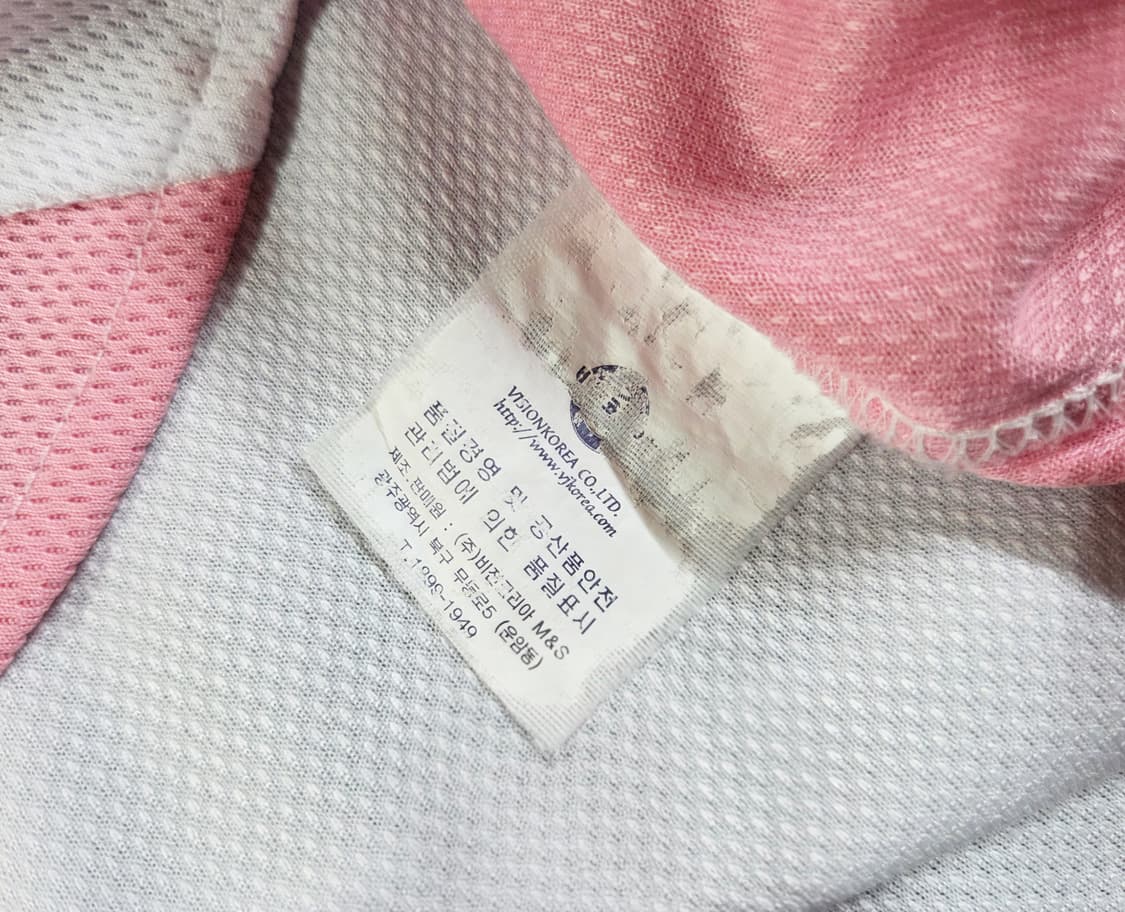 VISIONKOREA CO.,LTD.
http://www.vjkorea.com
품질경영 및 공산품안전
관리법에 의한 품질표시
제조 판매원 : (주)비젼코리아 M&S
광주광역시 북구 무등로5 (운암동)
T. 1899-1949